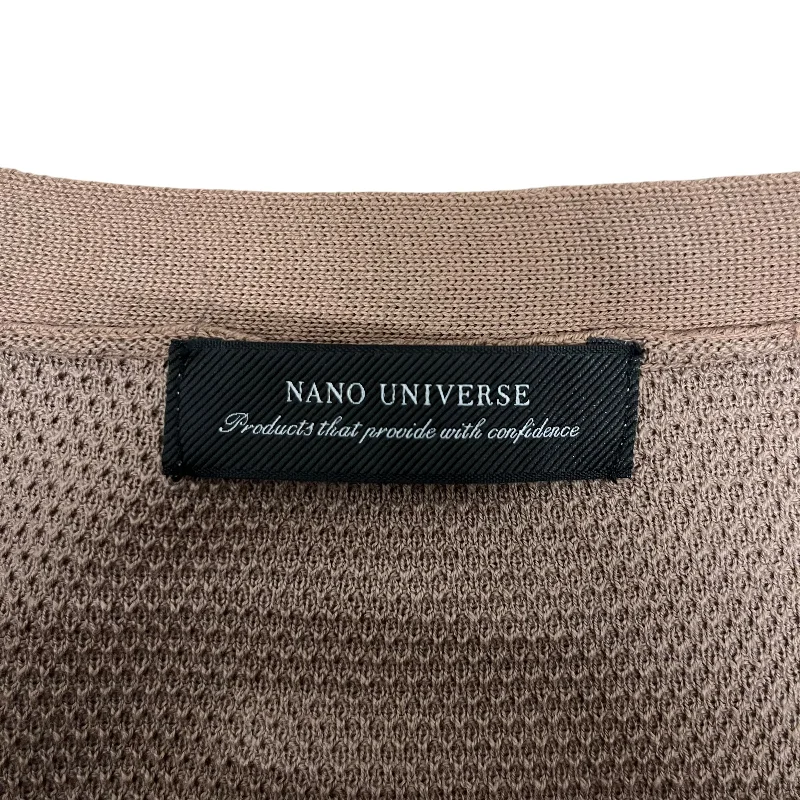 NANO UNIVERSE
Products that provide with confidence